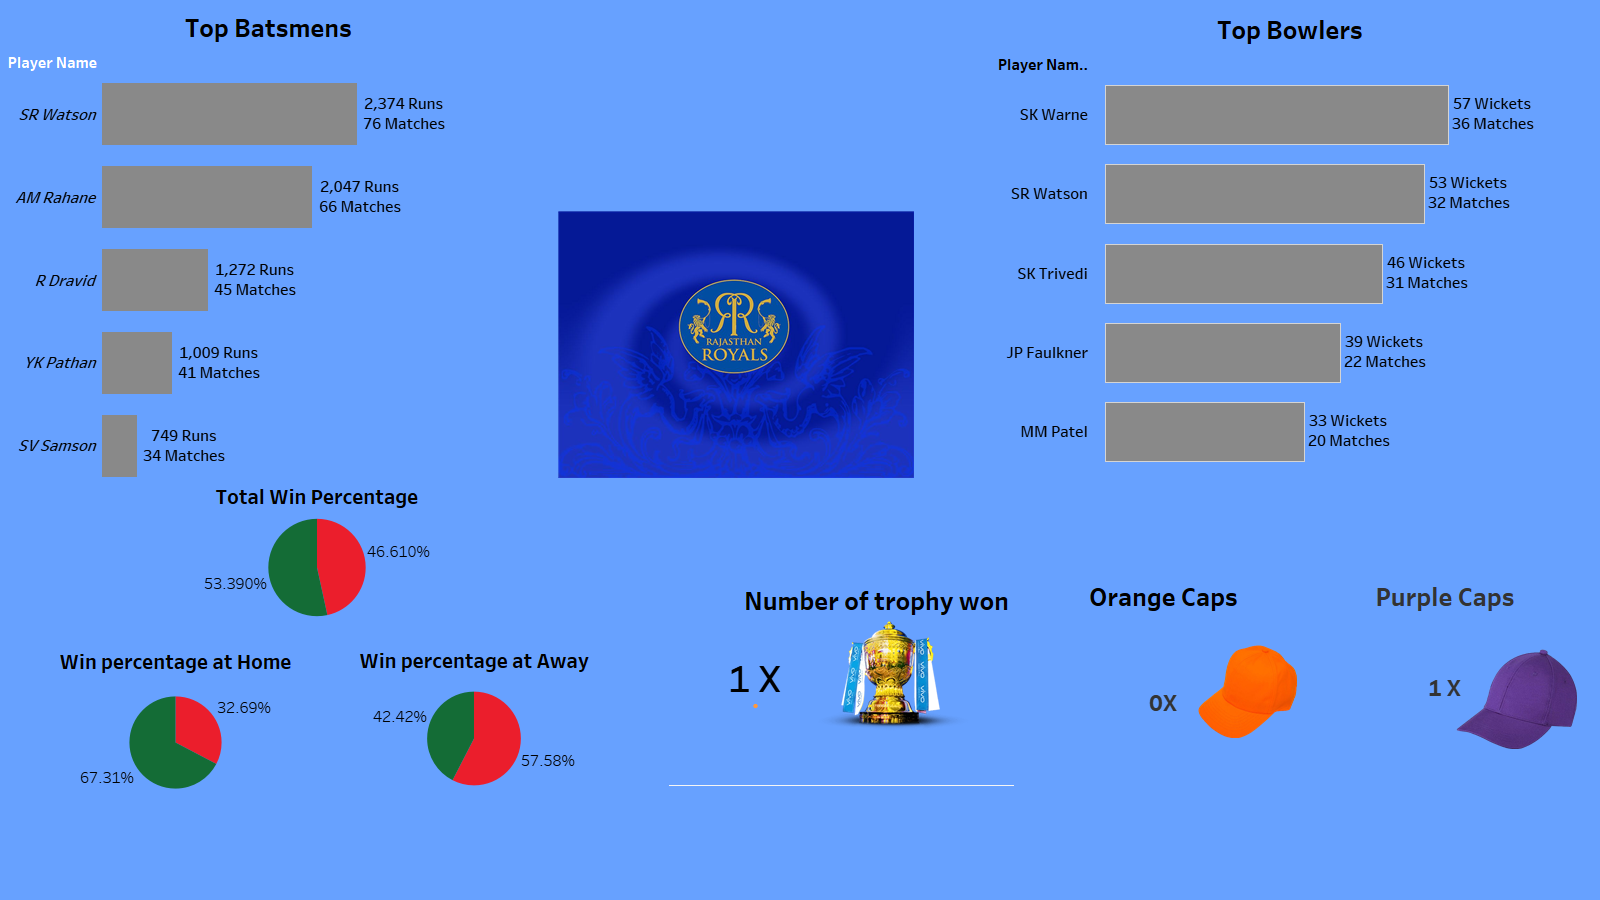 Top Batsmens
Player Name
SR Watson
2,374 Runs
76 Matches
AM Rahane
2,047 Runs
66 Matches
R Dravid
1,272 Runs
45 Matches
YK Pathan
1,009 Runs
41 Matches
SV Samson
749 Runs
34 Matches
RAJASTHAN
ROYALS
Top Bowlers
Player Nam..
SK Warne
57 Wickets
36 Matches
SR Watson
53 Wickets
32 Matches
SK Trivedi
46 Wickets
31 Matches
JP Faulkner
39 Wickets
22 Matches
MM Patel
33 Wickets
20 Matches
Total Win Percentage
46.610%
53.390%
Win percentage at Home
32.69%
67.31%
Win percentage at Away
42.42%
57.58%
Number of trophy won
1 X
Orange Caps
0X
Purple Caps
1 X